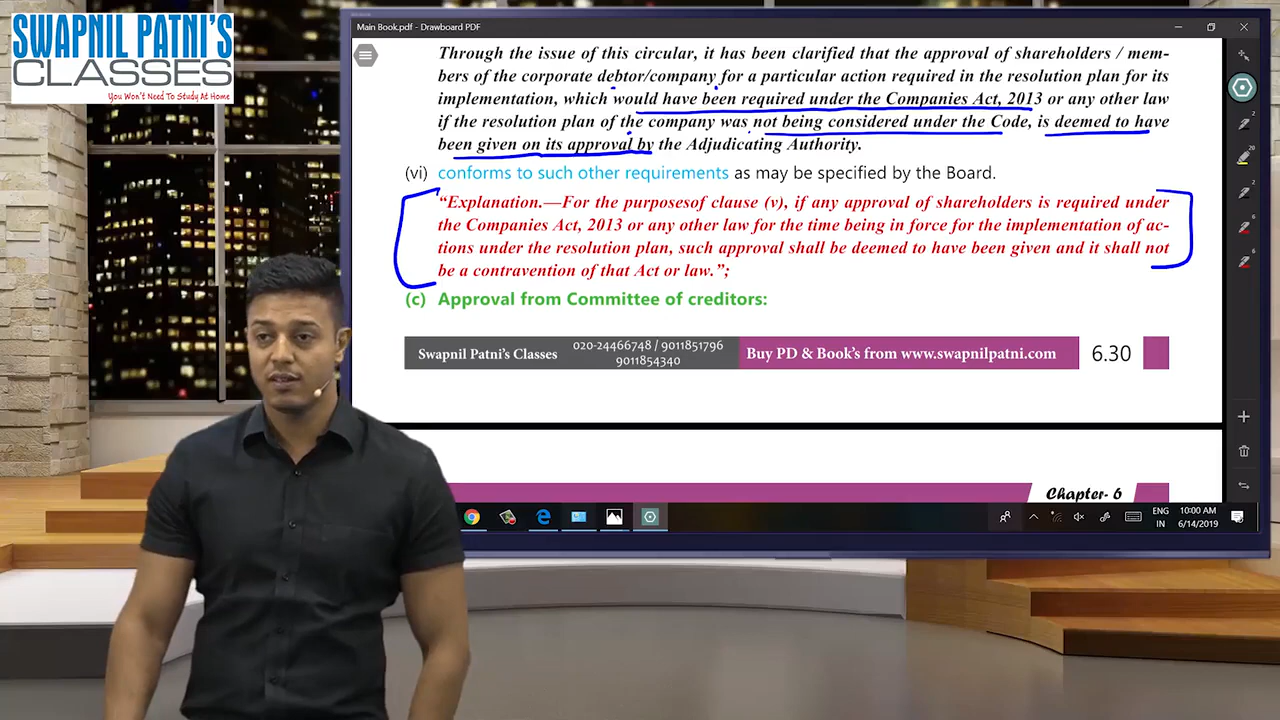 SWAPNIL PATNI'S
CLASSES
You Won't Need To Study At Home
Main Book.pdf - Drawboard PDF
Through the issue of this circular, it has been clarified that the approval of shareholders / mem-
bers of the corporate debtor/company for a particular action required in the resolution plan for its
implementation, which would have been required under the Companies Act, 2013 or any other law
if the resolution plan of the company was not being considered under the Code, is deemed to have
been given on its approval by the Adjudicating Authority.
(vi) conforms to such other requirements as may be specified by the Board.
"Explanation.—For the purposesof clause (v), if any approval of shareholders is required under
the Companies Act, 2013 or any other law for the time being in force for the implementation of ac-
tions under the resolution plan, such approval shall be deemed to have been given and it shall not
be a contravention of that Act or law.";
(c) Approval from Committee of creditors:
Swapnil Patni's Classes 020-24466748 / 9011851796
9011854340
Buy PD & Book's from www.swapnilpatni.com
6.30
Chapter- 6
ENG
IN
10:00 AM
6/14/2019